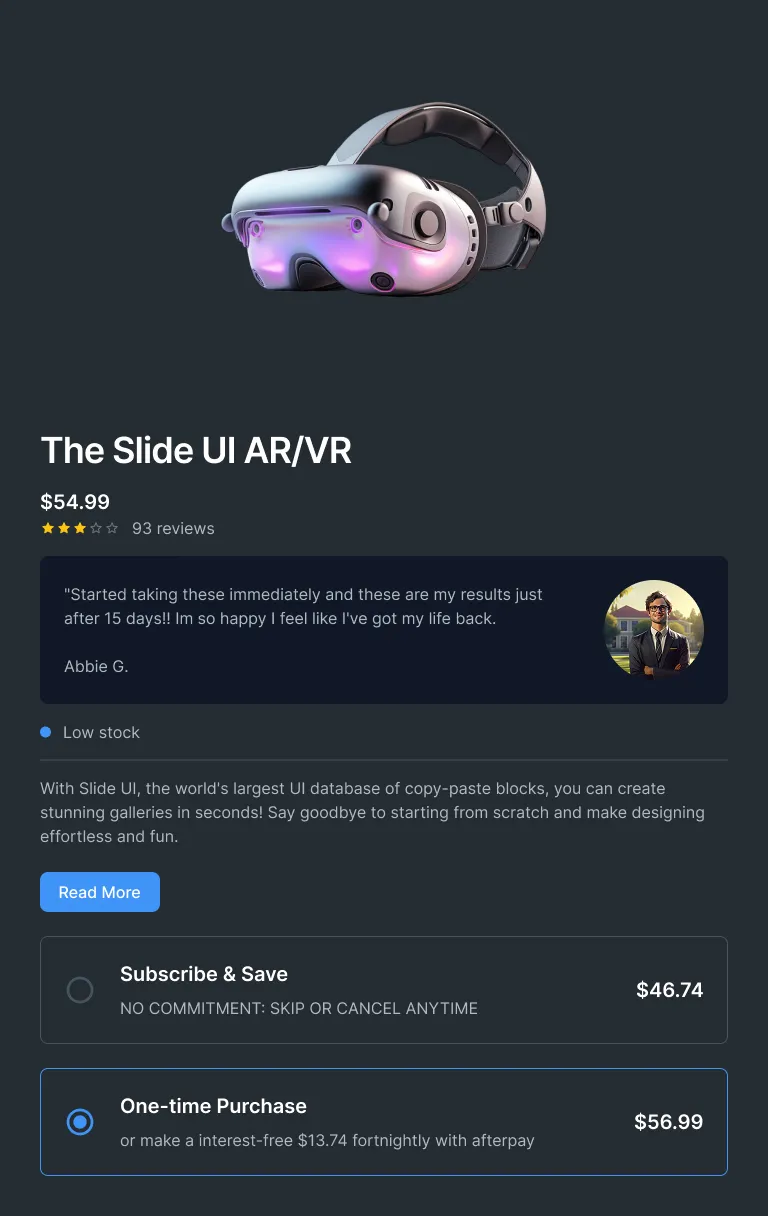 The Slide UI AR/VR
$54.99
93 reviews
"Started taking these immediately and these are my results just
after 15 days!! Im so happy I feel like I've got my life back.
Abbie G.
Low stock
With Slide UI, the world's largest UI database of copy-paste blocks, you can create
stunning galleries in seconds! Say goodbye to starting from scratch and make designing
effortless and fun.
Read More
Subscribe & Save
$46.74
NO COMMITMENT: SKIP OR CANCEL ANYTIME
One-time Purchase
$56.99
or make a interest-free $13.74 fortnightly with afterpay